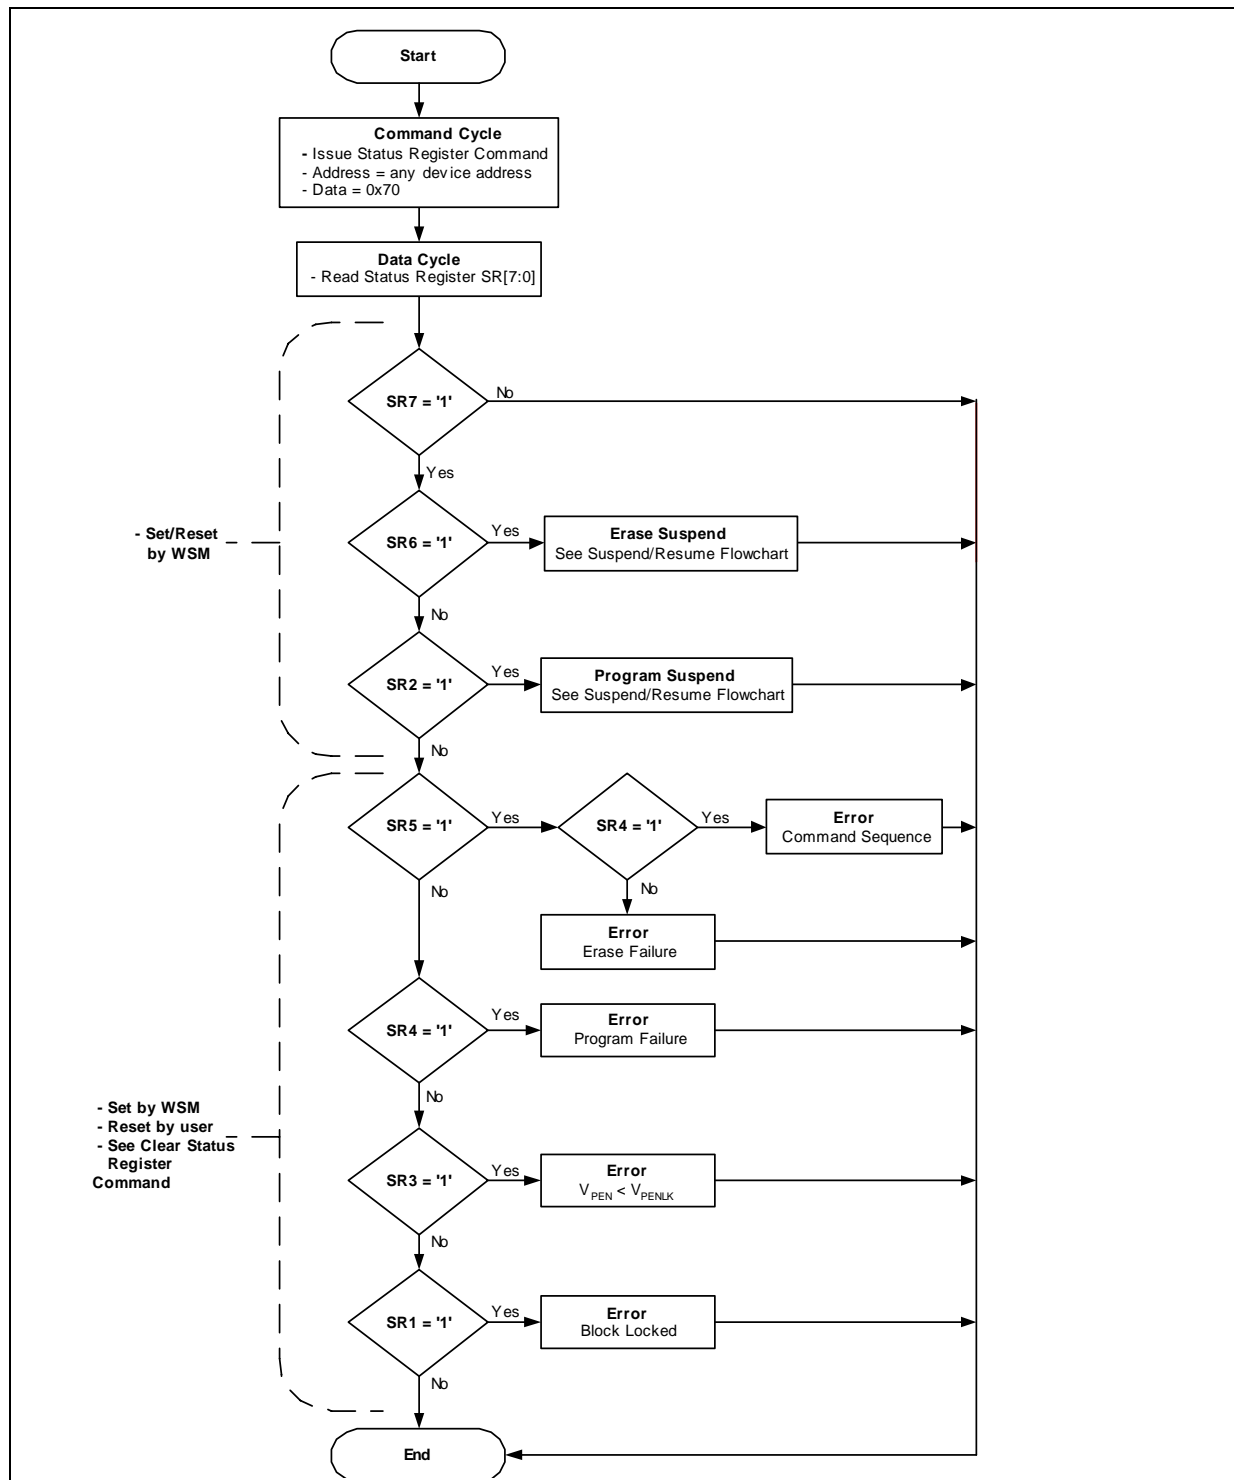 Start
Command Cycle
- Issue Status Register Command
- Address = any device address
- Data = 0x70
Data Cycle
- Read Status Register SR[7:0]
SR7 = '1'
No
Yes
- Set/Reset
by WSM
SR6 = '1'
Yes
Erase Suspend
See Suspend/Resume Flowchart
No
SR2 = '1'
Yes
Program Suspend
See Suspend/Resume Flowchart
No
SR5 = '1'
Yes
SR4 = '1'
Yes
Error
Command Sequence
No
No
Error
Erase Failure
SR4 = '1'
Yes
Error
Program Failure
No
- Set by WSM
- Reset by user
- See Clear Status
Register
Command
SR3 = '1'
Yes
Error
V PEN < V PENLK
No
SR1 = '1'
Yes
Error
Block Locked
No
End